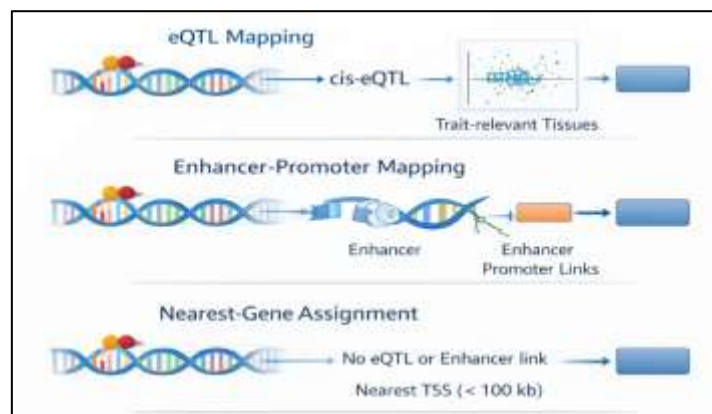 eQTL Mapping
cis-eQTL
Trait-relevant Tissues
Enhancer-Promoter Mapping
Enhancer
Enhancer
Promoter Links
Nearest-Gene Assignment
No eQTL or Enhancer link
Nearest TSS (< 100 kb)